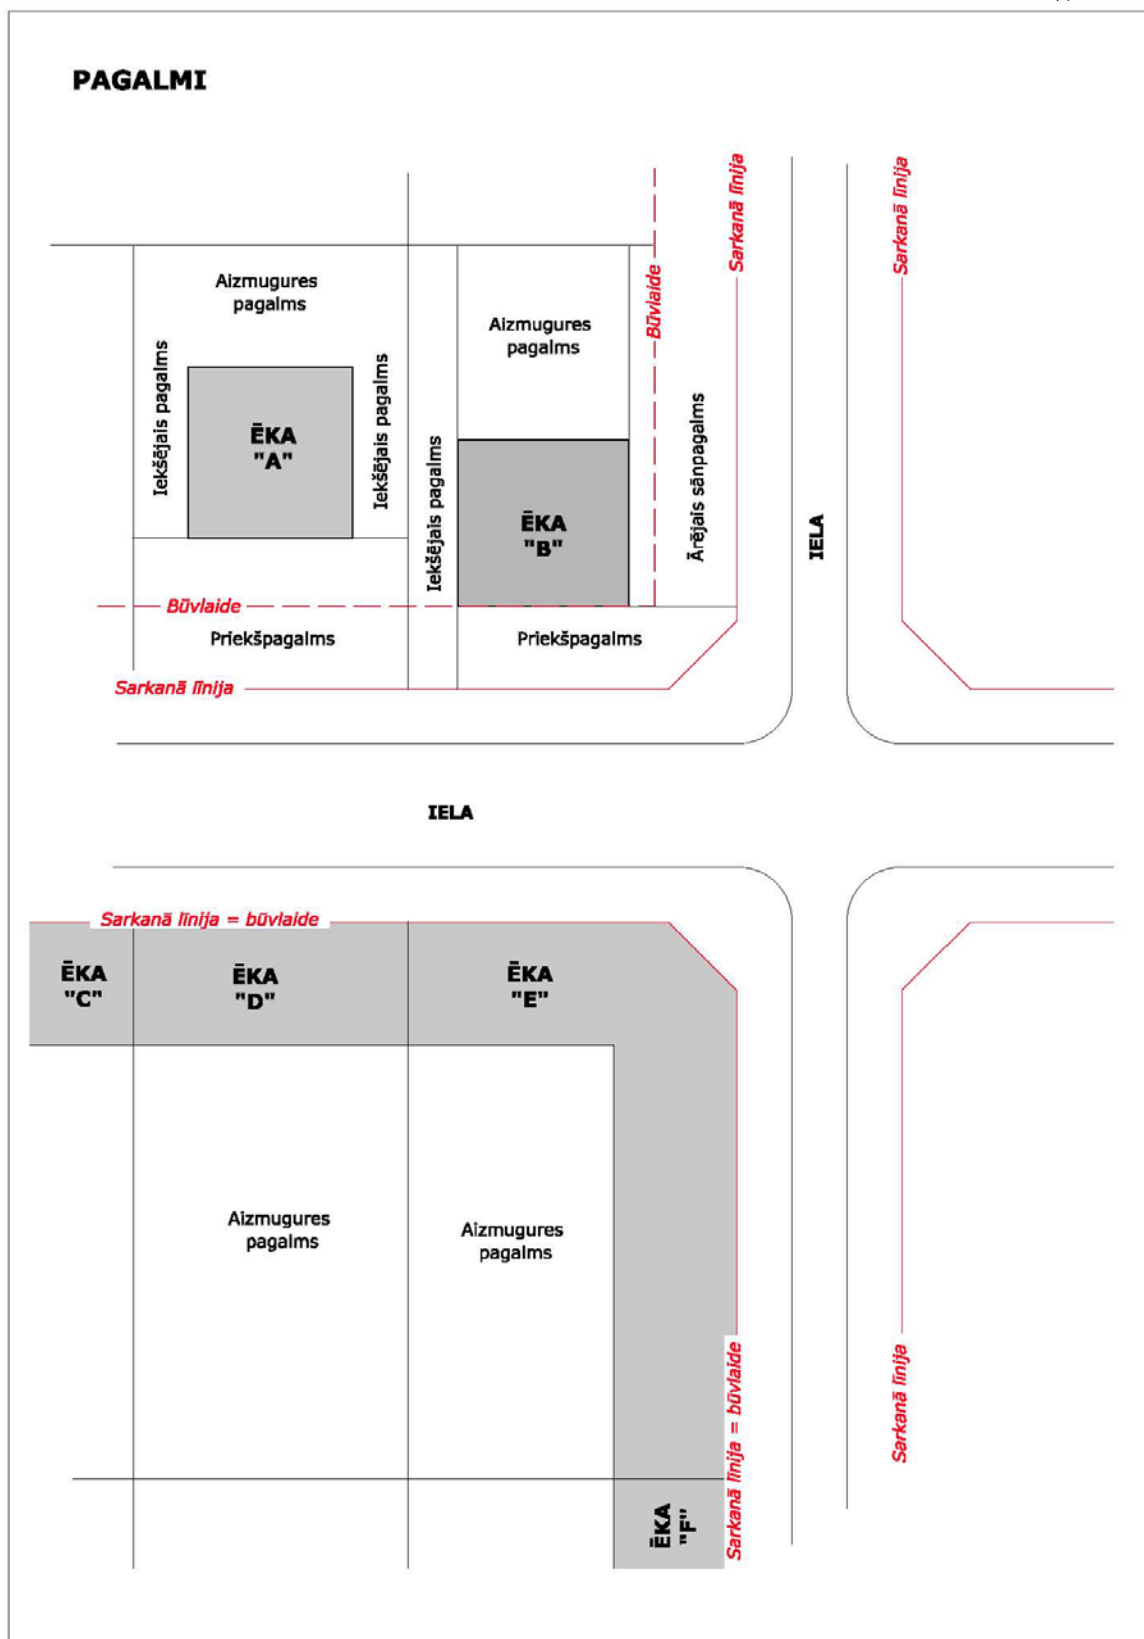 PAGALMI
Sarkanā līnija
Sarkanā līnija
Būvlaide
Aizmugures
pagalms
Aizmugures
pagalms
Iekšējais pagalms
Iekšējais pagalms
Iekšējais pagalms
Ārējais sānpagalms
ĒKA
"A"
ĒKA
"B"
IELA
Būvlaide
Priekšpagalms
Priekšpagalms
Sarkanā līnija
IELA
Sarkanā līnija = būvlaide
ĒKA
"C"
ĒKA
"D"
ĒKA
"E"
Aizmugures
pagalms
Aizmugures
pagalms
Sarkanā līnija = būvlaide
Sarkanā līnija
ĒKA
"F"